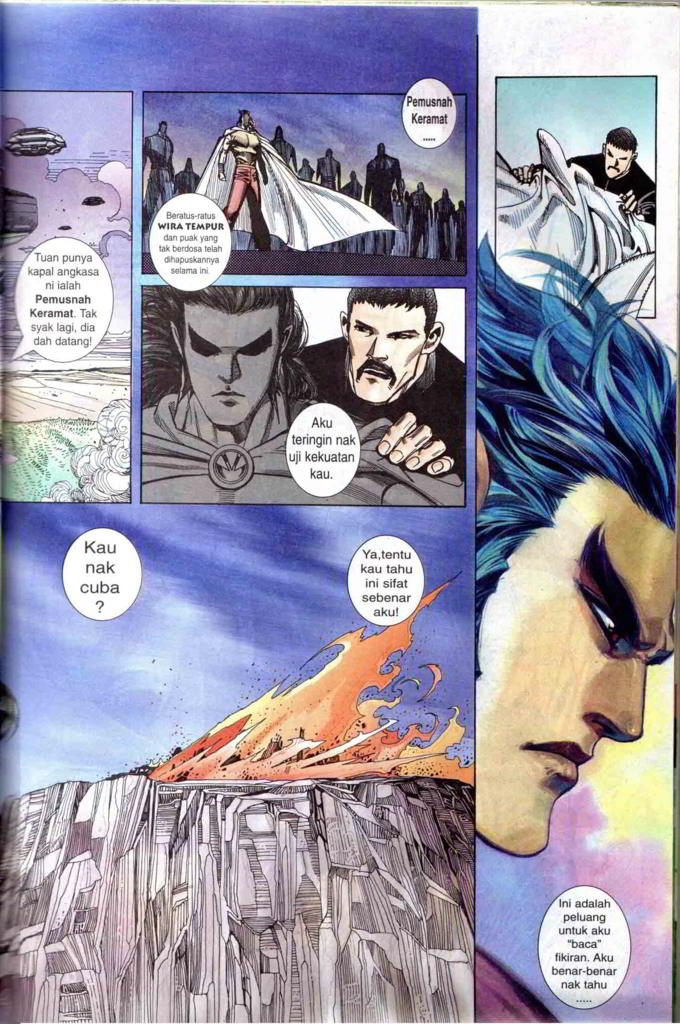 Tuan punya
kapal angkasa
ni ialah
Pemusnah
Keramat. Tak
syak lagi, dia
dah datang!
Pemusnah
Keramat
.....
Beratus-ratus
WIRA TEMPUR
dan puak yang
tak berdosa telah
dihapuskannya
selama ini.
Aku
teringin nak
uji kekuatan
kau.
Kau
nak
cuba
?
Ya,tentu
kau tahu
ini sifat
sebenar
aku!
Ini adalah
peluang
untuk aku
"baca"
fikiran. Aku
benar-benar
nak tahu
.....